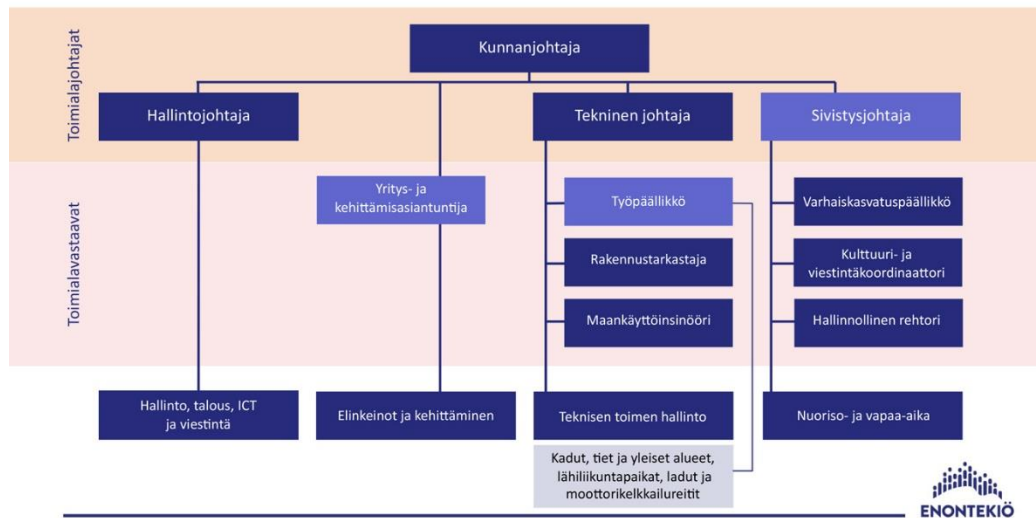 Toimialajohtajat
Kunnanjohtaja
Hallintojohtaja
Tekninen johtaja
Sivistysjohtaja
Toimialavastaavat
Yritys- ja
kehittämisasiantuntija
Työpäällikkö
Varhaiskasvatuspäällikkö
Rakennustarkastaja
Kulttuuri- ja
viestintäkoordinaattori
Maankäyttöinsinööri
Hallinnollinen rehtori
Hallinto, talous, ICT
ja viestintä
Elinkeinot ja kehittäminen
Teknisen toimen hallinto
Nuoriso- ja vapaa-aika
Kadut, tiet ja yleiset alueet,
lähiliikuntapaikat, ladut ja
moottorikelkkailureitit
ENONTEKIÖ